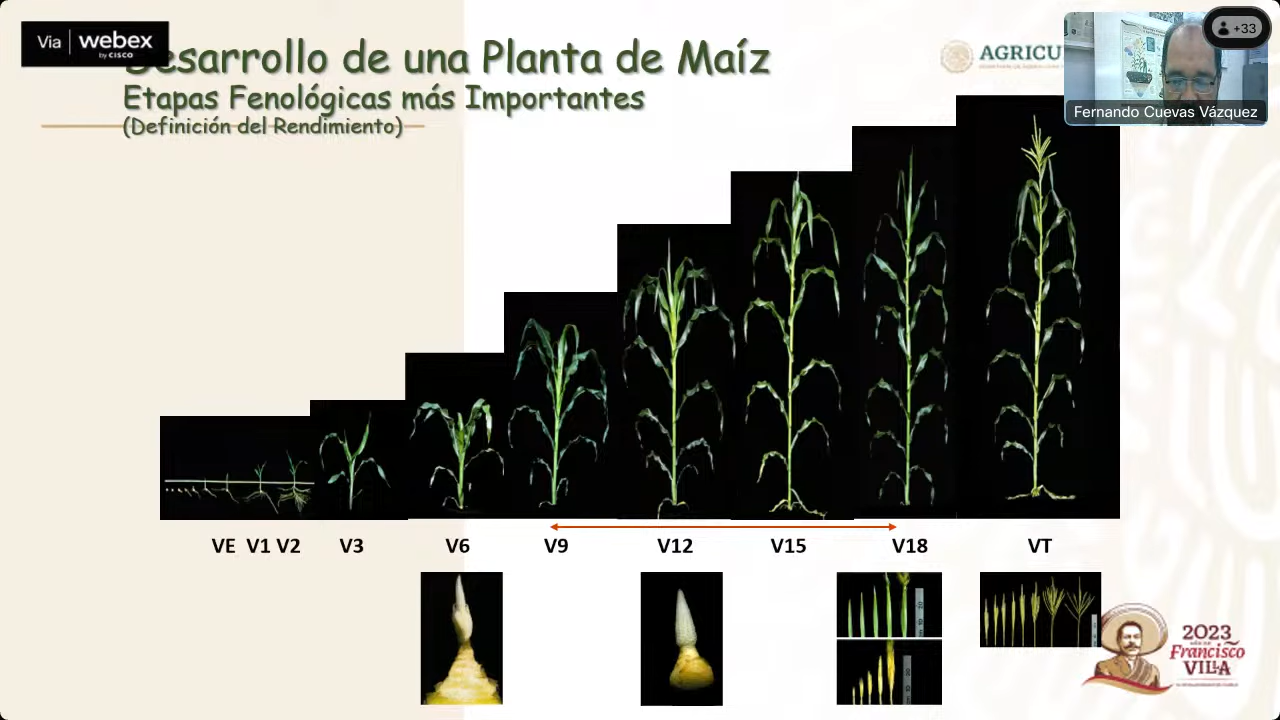 Via webex
by CISCO
Desarrollo de una Planta de Maíz
Etapas Fenológicas más Importantes
(Definición del Rendimiento)
AGRICU
+33
Fernando Cuevas Vázquez
VE V1 V2 V3 V6 V9 V12 V15 V18 VT
2023
Francisco
VILLA